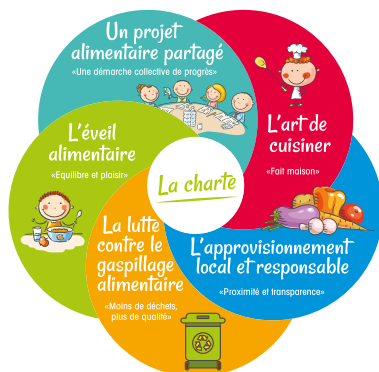 Un projet
alimentaire partagé
«Une démarche collective de progrès»
L'art de
cuisiner
«Fait maison»
L'éveil
alimentaire
«Equilibre et plaisir»
La charte
L'approvisionnement
local et responsable
«Proximité et transparence»
La lutte
contre le
gaspillage
alimentaire
«Moins de déchets,
plus de qualité»